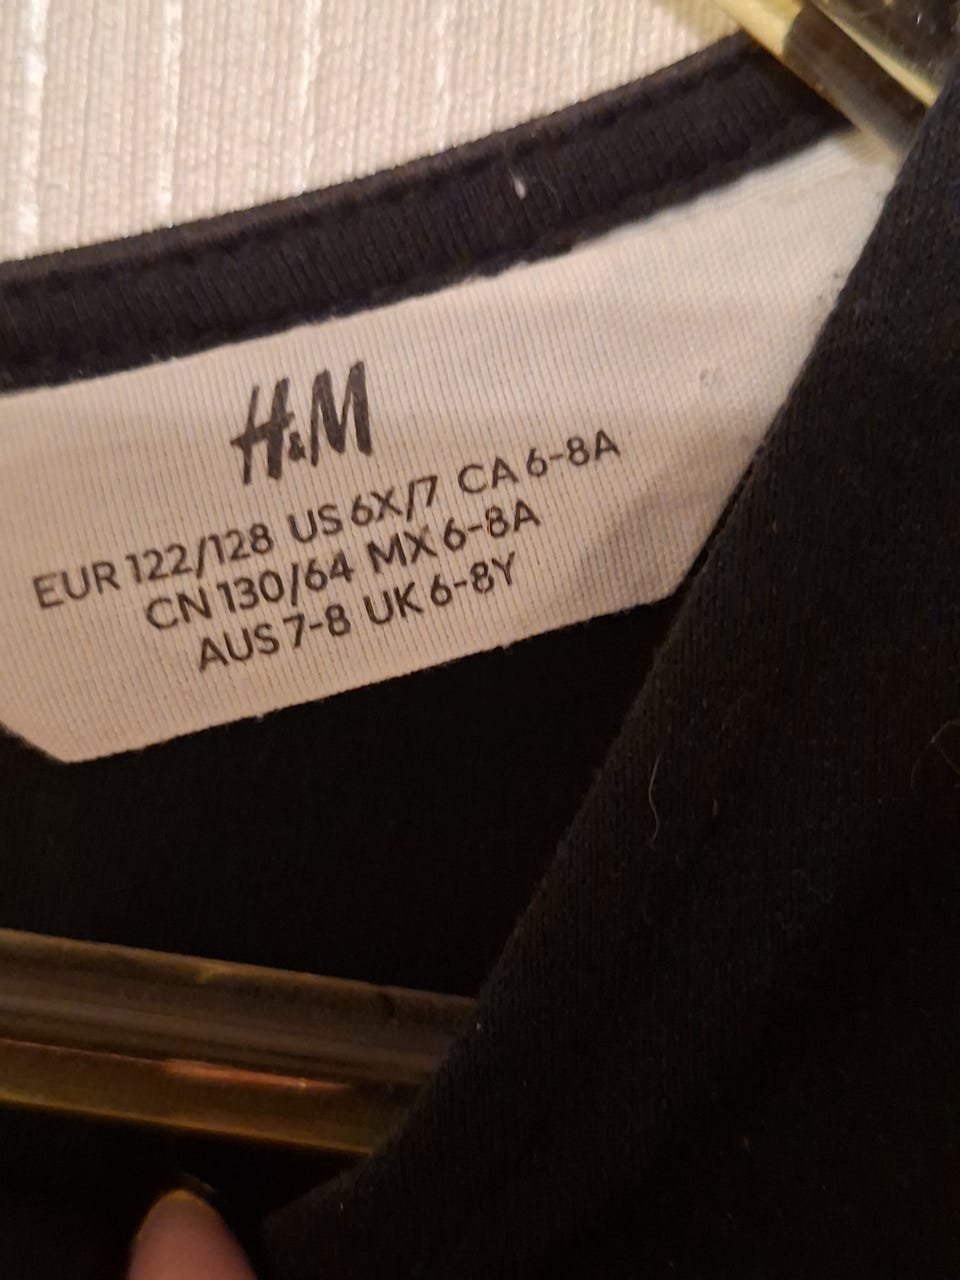 H&M
EUR 122/128 US 6X/7 CA 6-8A
CN 130/64 MX 6-8A
AUS 7-8 UK 6-8Y